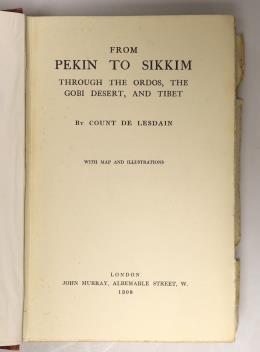 FROM
PEKIN TO SIKKIM
THROUGH THE ORDOS, THE
GOBI DESERT, AND TIBET
BY COUNT DE LESDAIN
WITH MAP AND ILLUSTRATIONS
LONDON
JOHN MURRAY, ALBEMARLE STREET, W.
1908